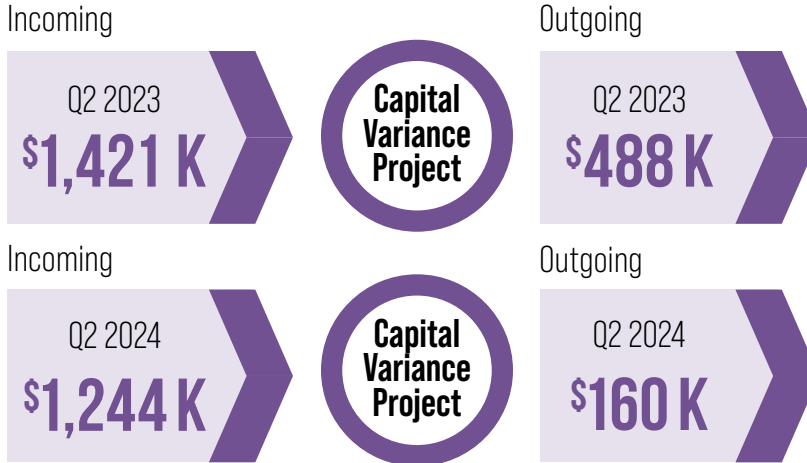 Incoming
Q2 2023
$1,421 K
Capital
Variance
Project
Outgoing
Q2 2023
$488 K
Incoming
Q2 2024
$1,244 K
Capital
Variance
Project
Outgoing
Q2 2024
$160 K